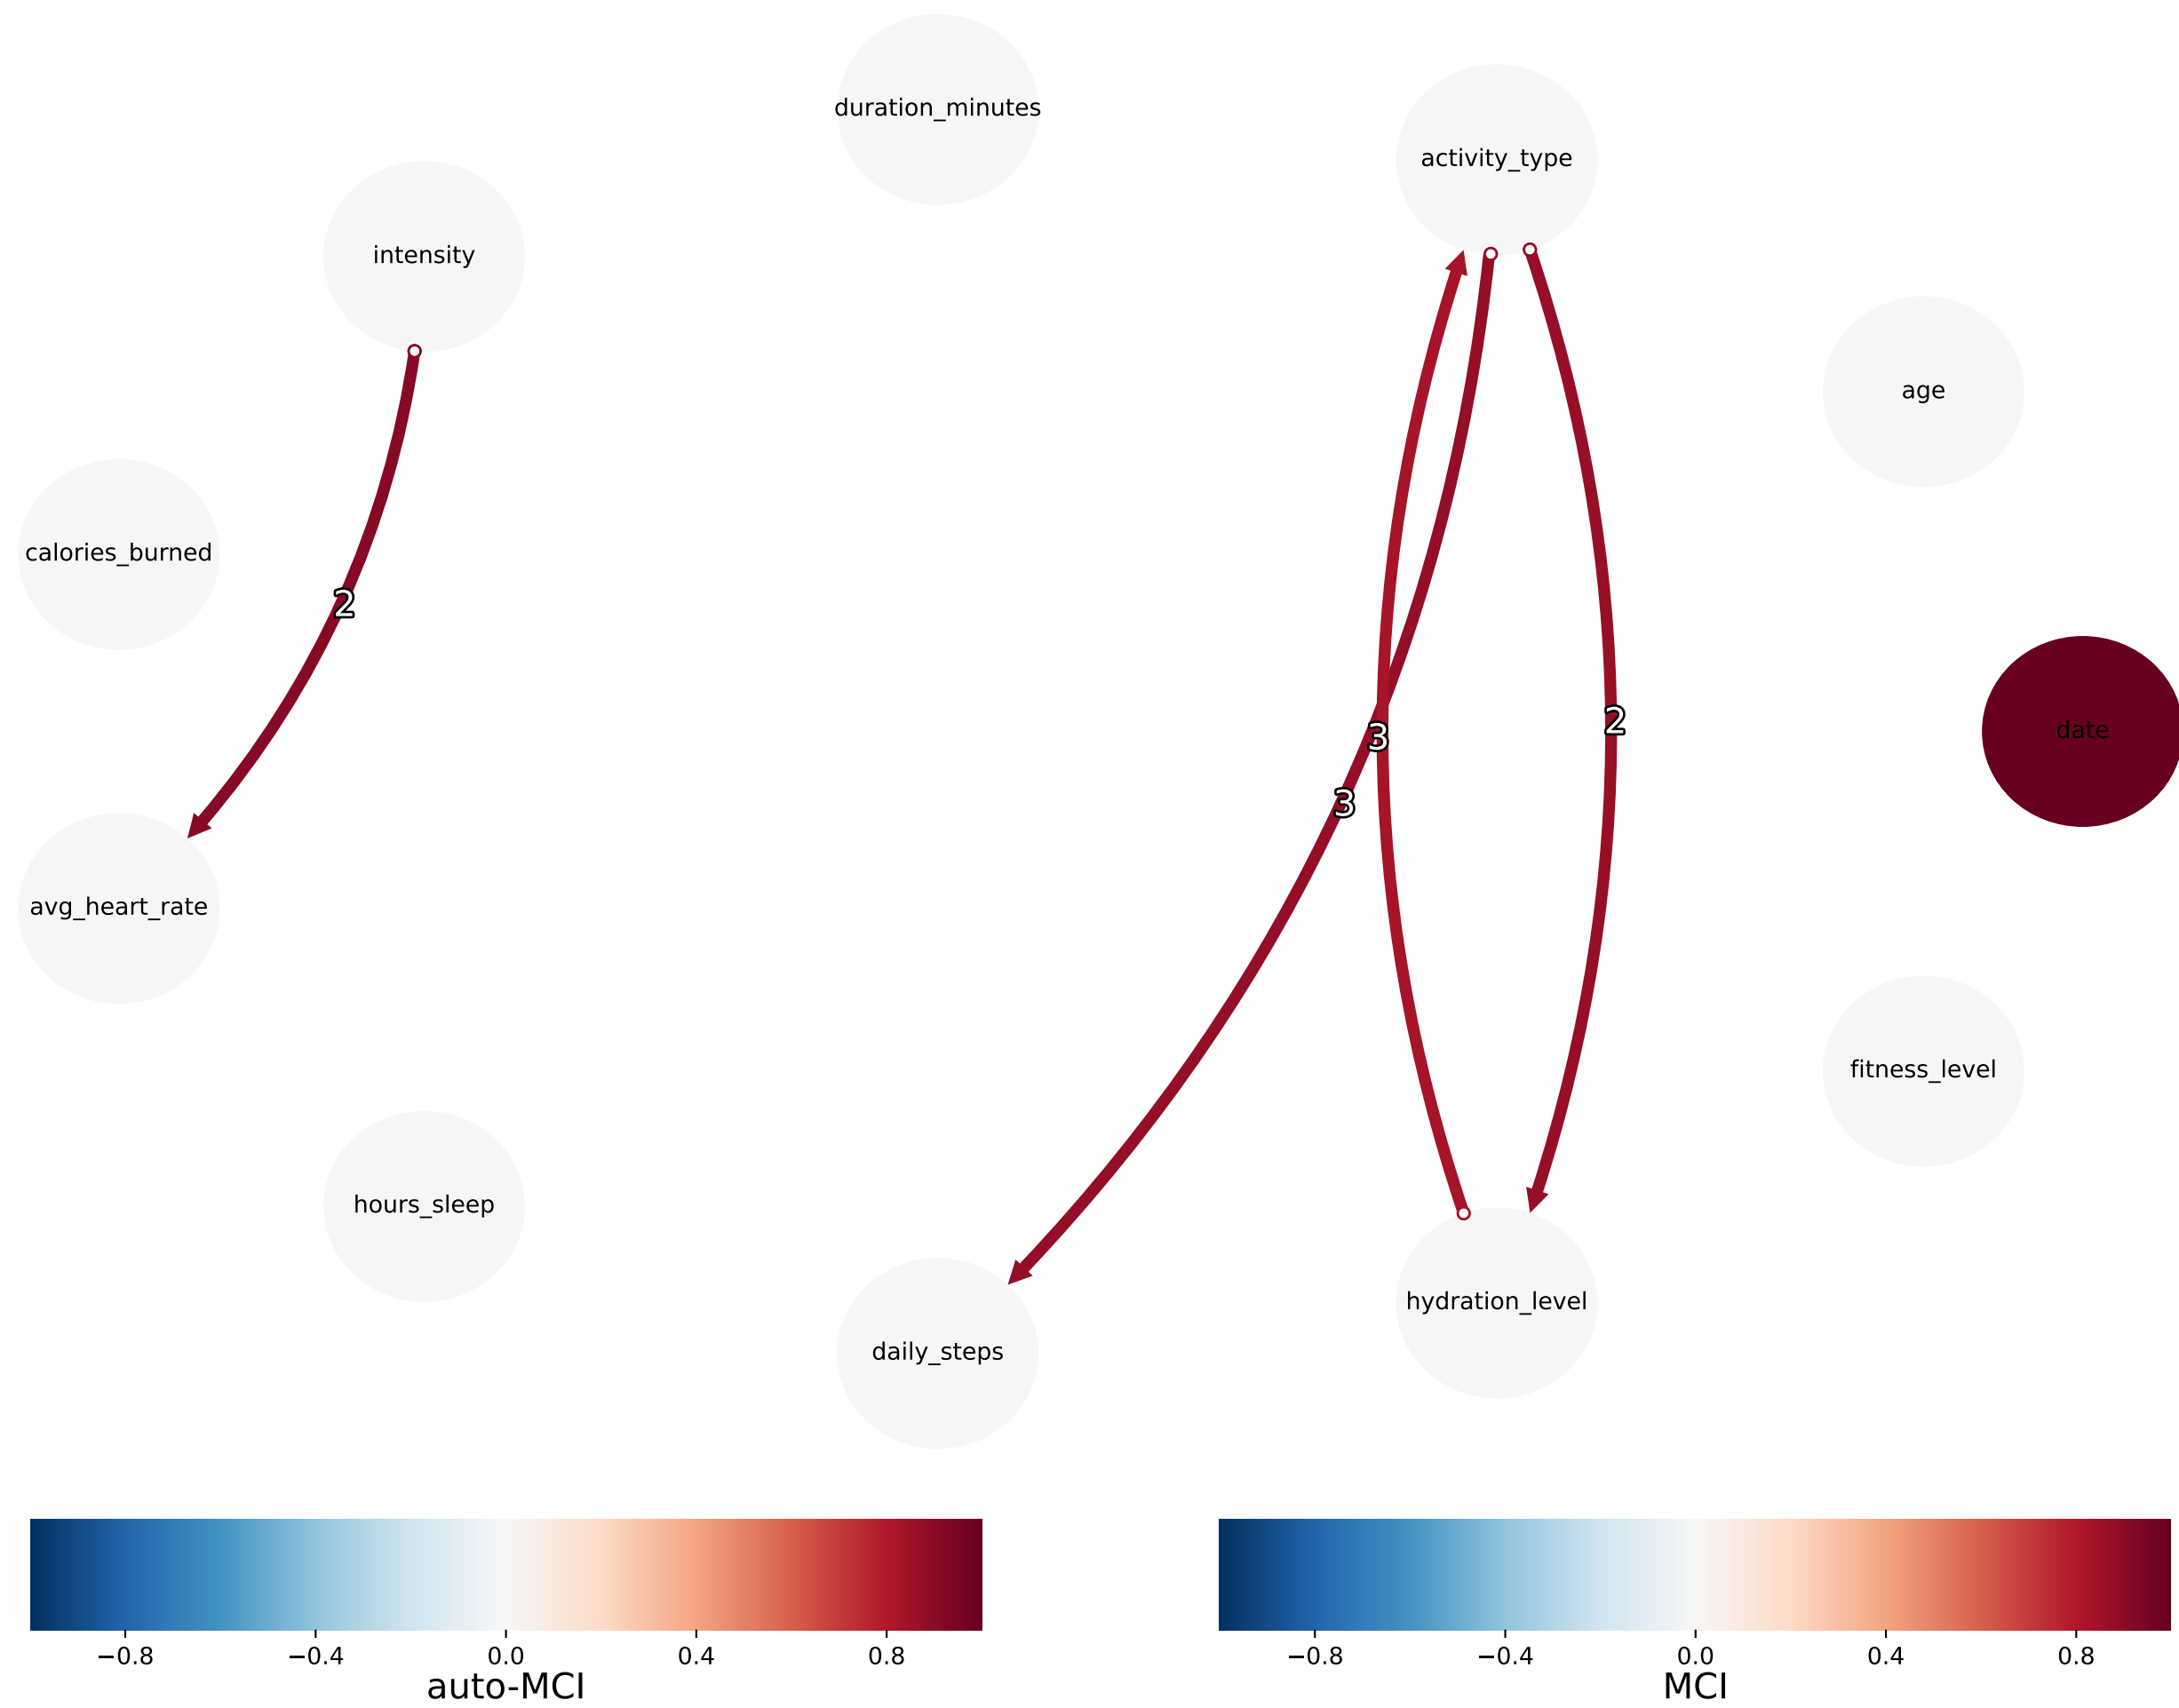 duration_minutes
activity_type
intensity
age
calories_burned
2
2
date
3
3
avg_heart_rate
fitness_level
hours_sleep
hydration_level
daily_steps
−0.8 −0.4 0.0 0.4 0.8
auto-MCI
−0.8 −0.4 0.0 0.4 0.8
MCI